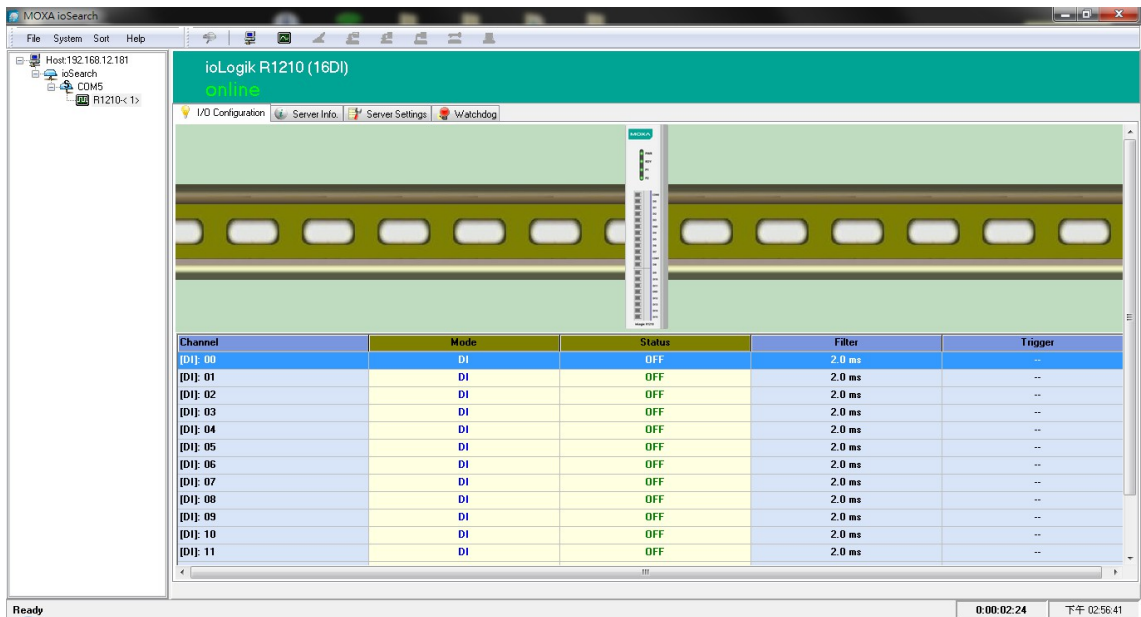 MOXA ioSearch
File System Sort Help
Host:192.168.12.181
ioSearch
COM5
R1210-< 1>
ioLogik R1210 (16DI)
online
I/O Configuration Server Info. Server Settings Watchdog
MOXA
Channel Mode Status Filter Trigger
[DI]: 00 DI OFF 2.0 ms --
[DI]: 01 DI OFF 2.0 ms --
[DI]: 02 DI OFF 2.0 ms --
[DI]: 03 DI OFF 2.0 ms --
[DI]: 04 DI OFF 2.0 ms --
[DI]: 05 DI OFF 2.0 ms --
[DI]: 06 DI OFF 2.0 ms --
[DI]: 07 DI OFF 2.0 ms --
[DI]: 08 DI OFF 2.0 ms --
[DI]: 09 DI OFF 2.0 ms --
[DI]: 10 DI OFF 2.0 ms --
[DI]: 11 DI OFF 2.0 ms --
Ready 0:00:02:24 下午 02:56:41